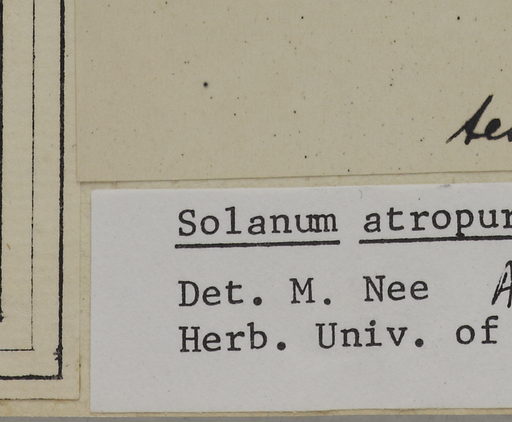 Solanum atropur
Det. M. Nee A
Herb. Univ. of